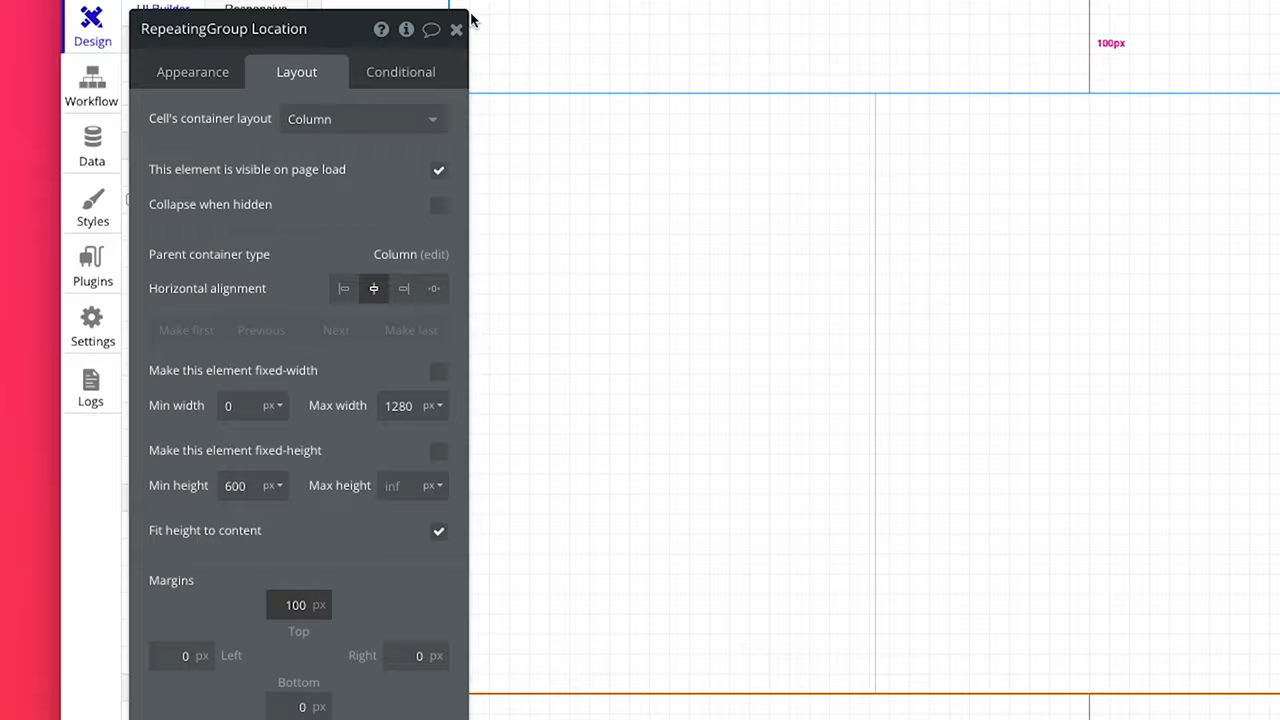 UI Builder Responsive
RepeatingGroup Location
Design
100px
Appearance Layout Conditional
Workflow
Cell's container layout Column
Data
This element is visible on page load
Collapse when hidden
Styles
Parent container type Column (edit)
Plugins
Horizontal alignment
Settings
Make first Previous Next Make last
Make this element fixed-width
Logs
Min width 0 px Max width 1280 px
Make this element fixed-height
Min height 600 px Max height inf px
Fit height to content
Margins
100 px
Top
0 px Left Right 0 px
Bottom
0 px